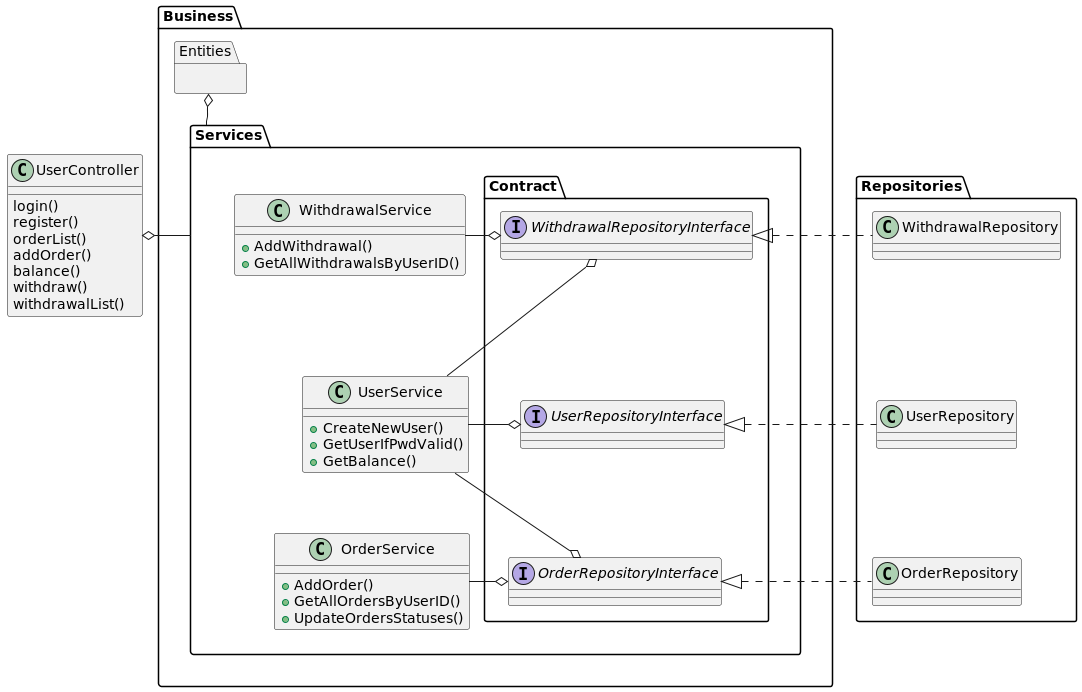 Business
Entities
Services
C UserController
login()
register()
orderList()
addOrder()
balance()
withdraw()
withdrawalList()
C WithdrawalService
AddWithdrawal()
GetAllWithdrawalsByUserID()
C UserService
CreateNewUser()
GetUserIfPwdValid()
GetBalance()
C OrderService
AddOrder()
GetAllOrdersByUserID()
UpdateOrdersStatuses()
Contract
I WithdrawalRepositoryInterface
I UserRepositoryInterface
I OrderRepositoryInterface
Repositories
C WithdrawalRepository
C UserRepository
C OrderRepository